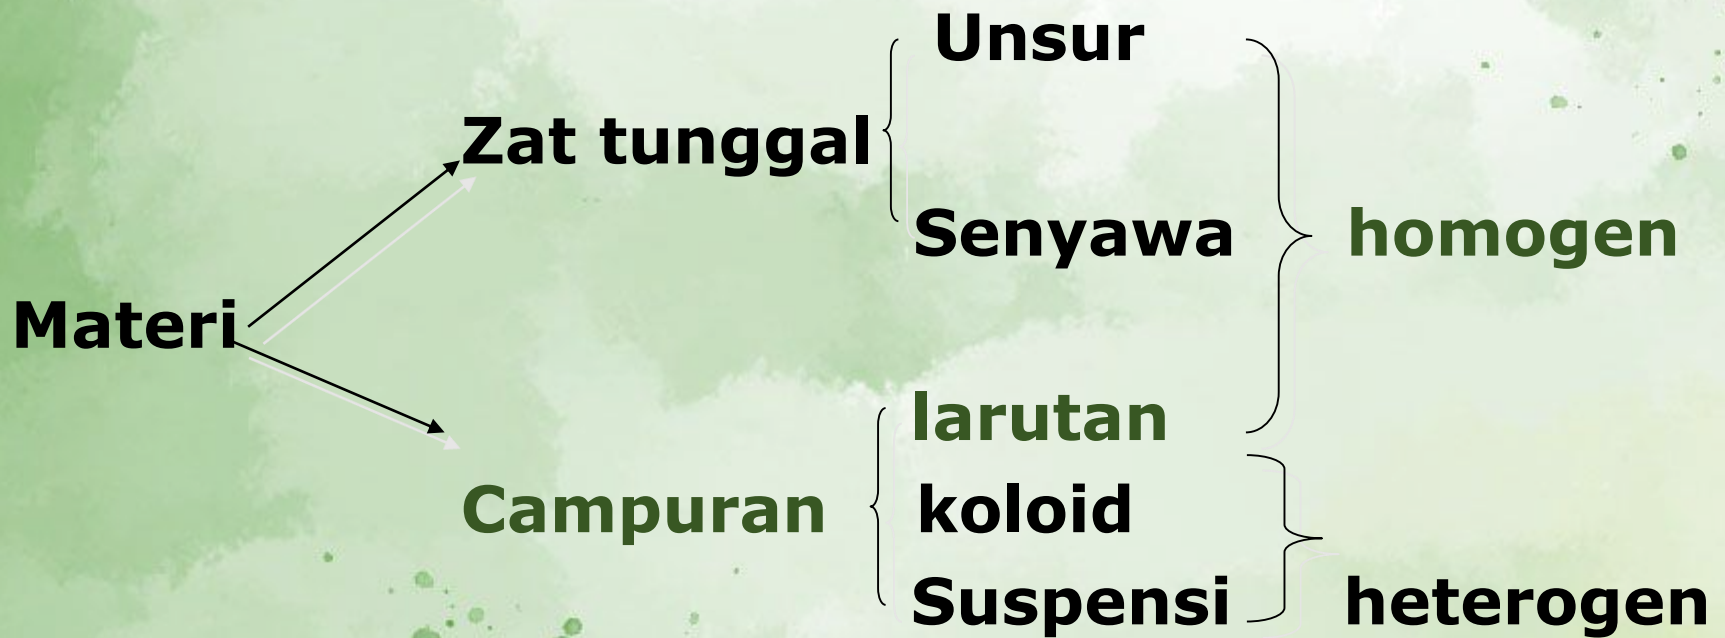 Unsur
Zat tunggal
Senyawa
homogen
Materi
larutan
Campuran
koloid
Suspensi
heterogen